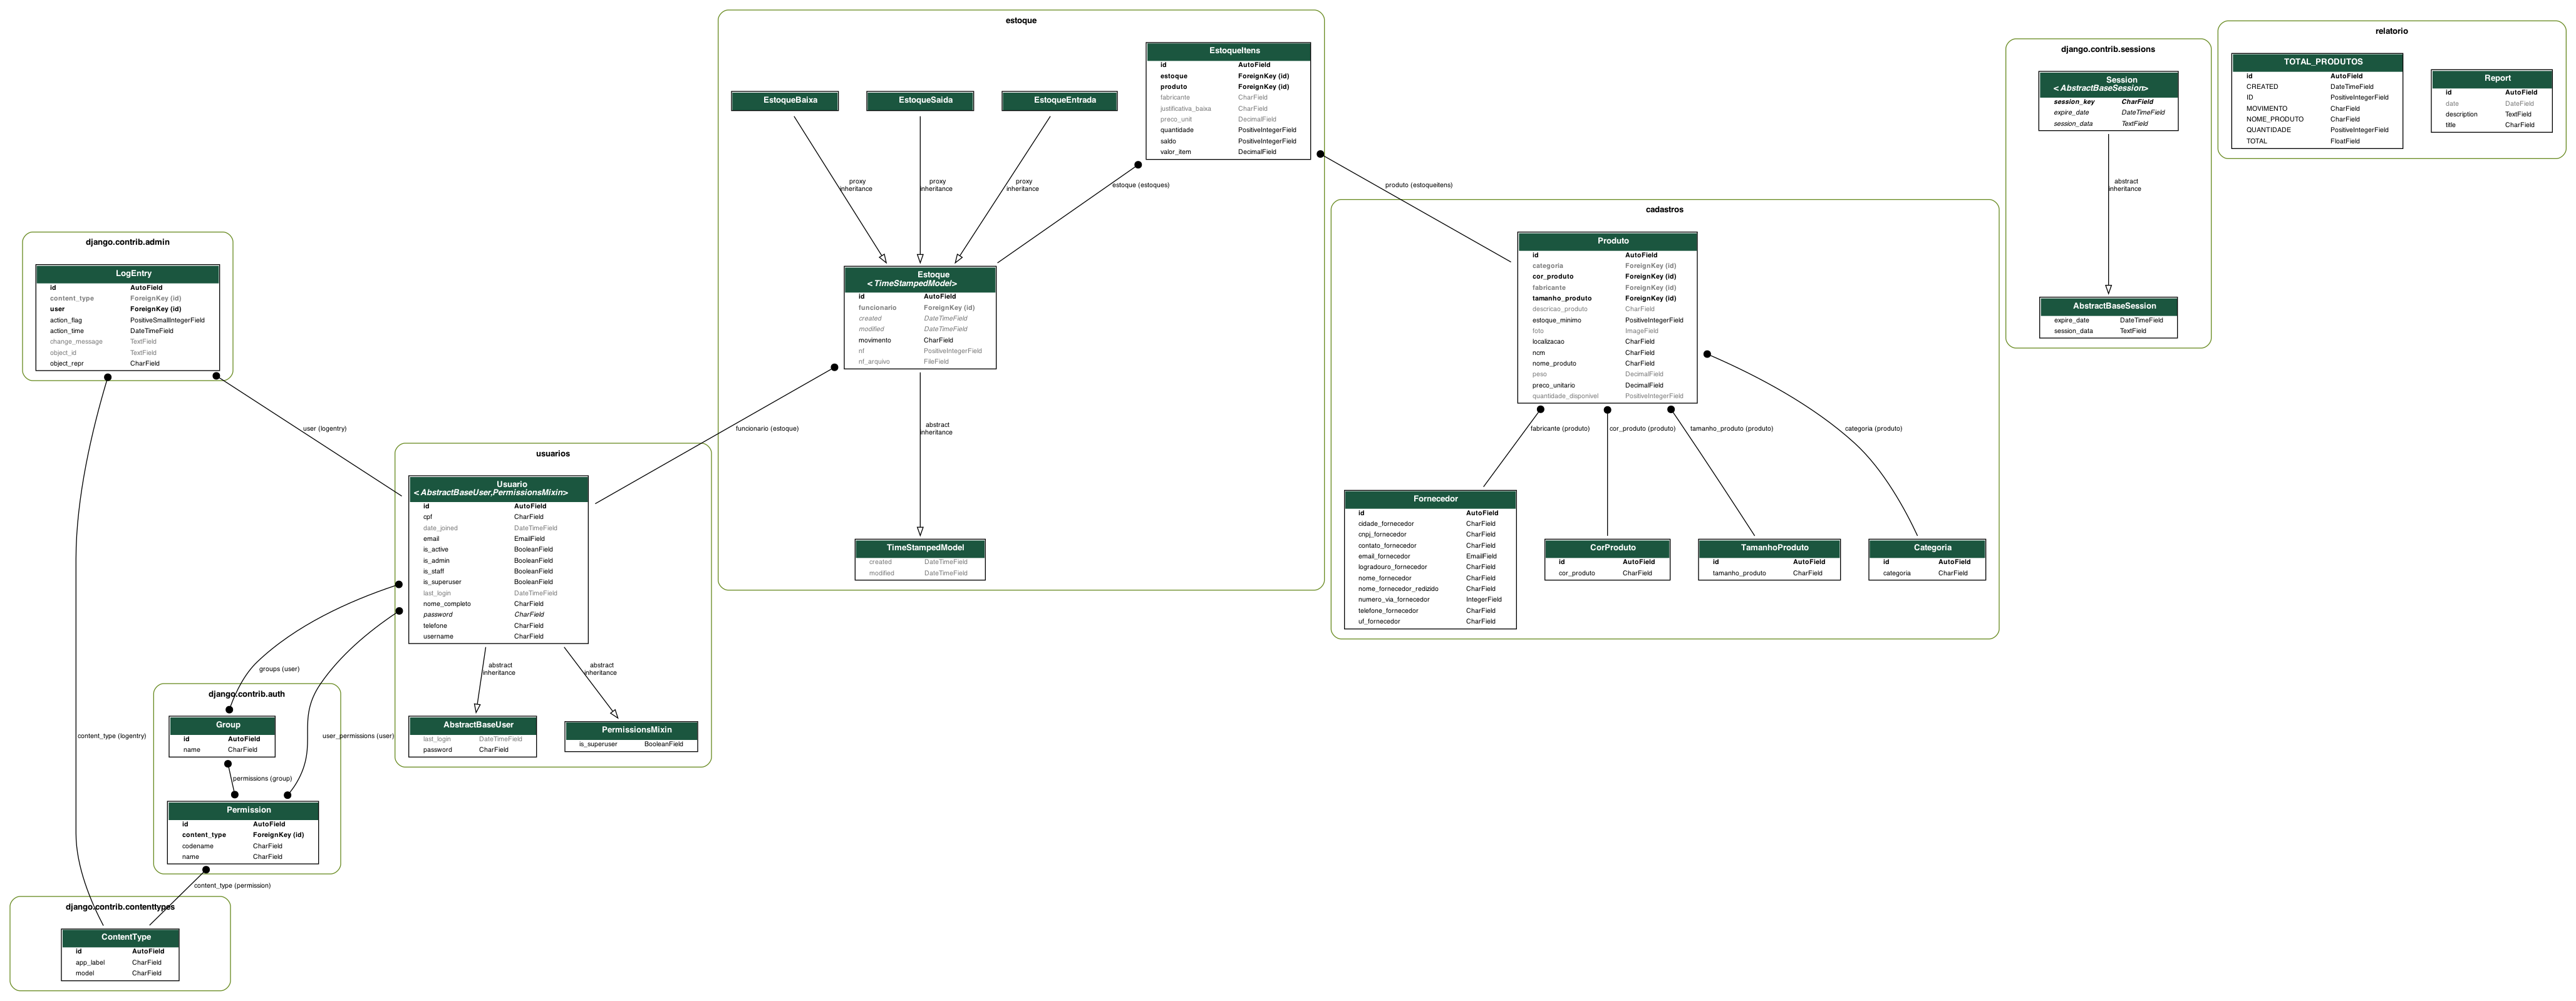 estoque
EstoqueItens
id AutoField
estoque ForeignKey (id)
produto ForeignKey (id)
fabricante CharField
justificativa_baixa CharField
preco_unit DecimalField
quantidade PositiveIntegerField
saldo PositiveIntegerField
valor_item DecimalField
EstoqueBaixa
EstoqueSaida
EstoqueEntrada
proxy
inheritance
proxy
inheritance
proxy
inheritance
estoque (estoques)
produto (estoqueitens)
Estoque
<TimeStampedModel>
id AutoField
funcionario ForeignKey (id)
created DateTimeField
modified DateTimeField
movimento CharField
nf PositiveIntegerField
nf_arquivo FileField
funcionario (estoque)
abstract
inheritance
TimeStampedModel
created DateTimeField
modified DateTimeField
django.contrib.sessions
Session
<AbstractBaseSession>
session_key CharField
expire_date DateTimeField
session_data TextField
abstract
inheritance
AbstractBaseSession
expire_date DateTimeField
session_data TextField
relatorio
TOTAL_PRODUTOS
id AutoField
CREATED DateTimeField
ID PositiveIntegerField
MOVIMENTO CharField
NOME_PRODUTO CharField
QUANTIDADE PositiveIntegerField
TOTAL FloatField
Report
id AutoField
date DateField
description TextField
title CharField
cadastros
Produto
id AutoField
categoria ForeignKey (id)
cor_produto ForeignKey (id)
fabricante ForeignKey (id)
tamanho_produto ForeignKey (id)
descricao_produto CharField
estoque_minimo PositiveIntegerField
foto ImageField
localizacao CharField
ncm CharField
nome_produto CharField
peso DecimalField
preco_unitario DecimalField
quantidade_disponivel PositiveIntegerField
fabricante (produto)
cor_produto (produto)
tamanho_produto (produto)
categoria (produto)
Fornecedor
id AutoField
cidade_fornecedor CharField
cnpj_fornecedor CharField
contato_fornecedor CharField
email_fornecedor EmailField
logradouro_fornecedor CharField
nome_fornecedor CharField
nome_fornecedor_redizido CharField
numero_via_fornecedor IntegerField
telefone_fornecedor CharField
uf_fornecedor CharField
CorProduto
id AutoField
cor_produto CharField
TamanhoProduto
id AutoField
tamanho_produto CharField
Categoria
id AutoField
categoria CharField
django.contrib.admin
LogEntry
id AutoField
content_type ForeignKey (id)
user ForeignKey (id)
action_flag PositiveSmallIntegerField
action_time DateTimeField
change_message TextField
object_id TextField
object_repr CharField
user (logentry)
content_type (logentry)
usuarios
Usuario
<AbstractBaseUser,PermissionsMixin>
id AutoField
cpf CharField
date_joined DateTimeField
email EmailField
is_active BooleanField
is_admin BooleanField
is_staff BooleanField
is_superuser BooleanField
last_login DateTimeField
nome_completo CharField
password CharField
telefone CharField
username CharField
abstract
inheritance
abstract
inheritance
AbstractBaseUser
last_login DateTimeField
password CharField
PermissionsMixin
is_superuser BooleanField
groups (user)
user_permissions (user)
django.contrib.auth
Group
id AutoField
name CharField
permissions (group)
Permission
id AutoField
content_type ForeignKey (id)
codename CharField
name CharField
content_type (permission)
django.contrib.contenttypes
ContentType
id AutoField
app_label CharField
model CharField